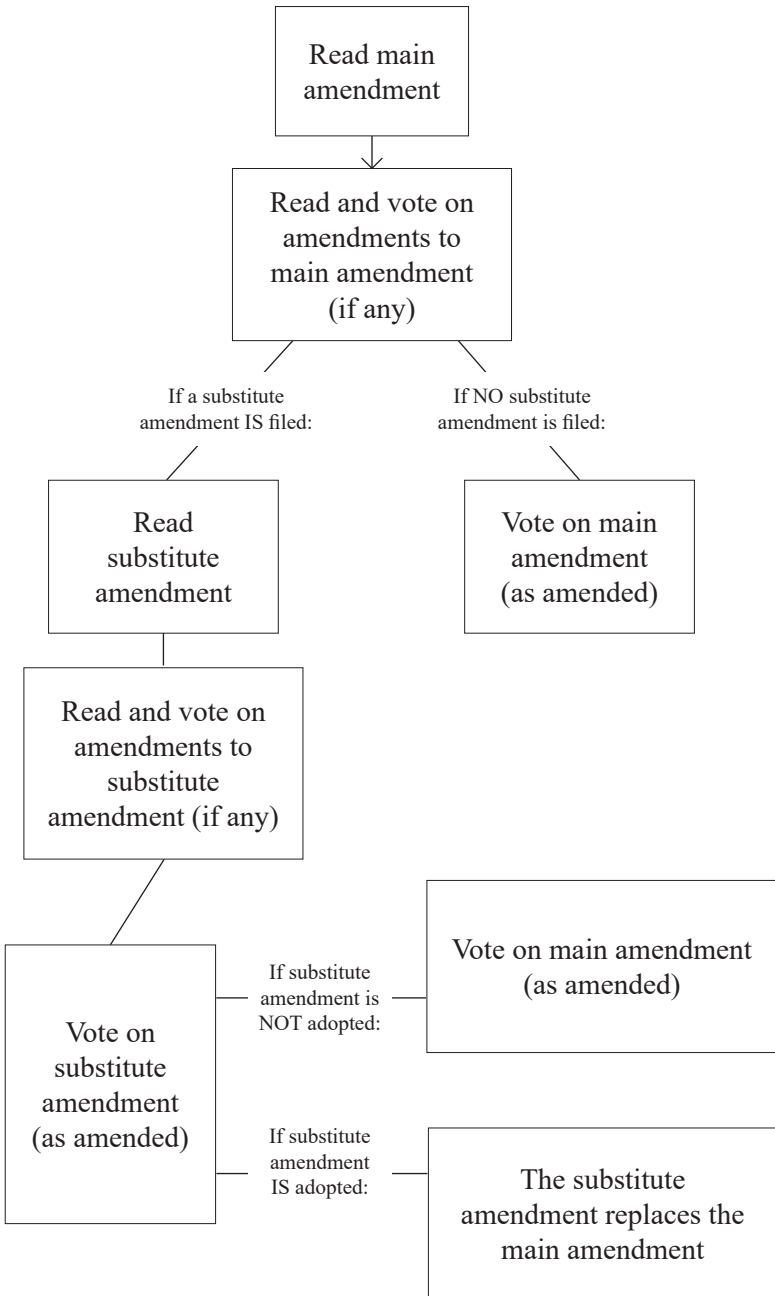 Read main
amendment
Read and vote on
amendments to
main amendment
(if any)
If a substitute
amendment IS filed:
If NO substitute
amendment is filed:
Read
substitute
amendment
Vote on main
amendment
(as amended)
Read and vote on
amendments to
substitute
amendment (if any)
Vote on
substitute
amendment
(as amended)
If substitute
amendment is
NOT adopted:
Vote on main amendment
(as amended)
If substitute
amendment
IS adopted:
The substitute
amendment replaces the
main amendment